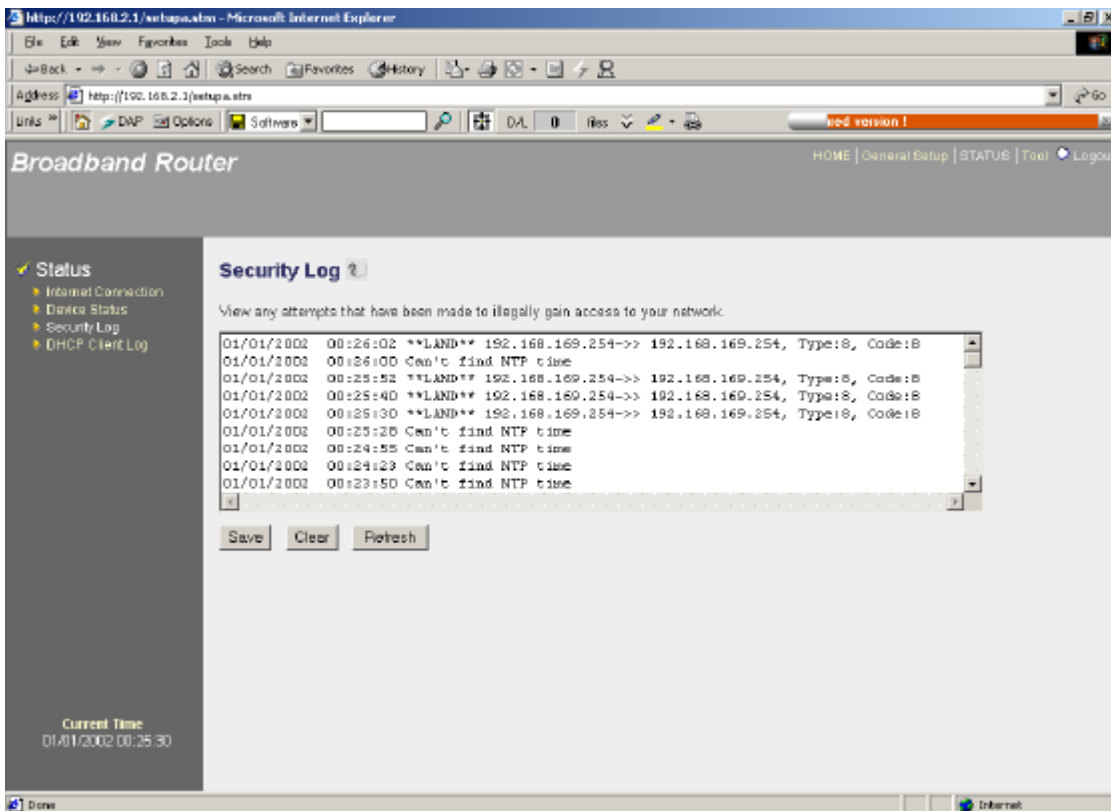 http://192.168.2.1/setupa.stm - Microsoft Internet Explorer
File Edit View Favorites Tools Help
Back Search Favorites History
Address http://192.168.2.1/setupa.stm Go
Links » DAP Options Software D/L 0 files sed version !
Broadband Router
HOME | General Setup | STATUS | Tool Logou
Status
Internet Connection
Device Status
Security Log
DHCP Client Log
Security Log
View any attempts that have been made to illegally gain access to your network.
01/01/2002 00:26:02 **LAND** 192.168.169.254->> 192.168.169.254, Type:8, Code:8
01/01/2002 00:26:00 Can't find NTP time
01/01/2002 00:25:52 **LAND** 192.168.169.254->> 192.168.169.254, Type:8, Code:8
01/01/2002 00:25:40 **LAND** 192.168.169.254->> 192.168.169.254, Type:8, Code:8
01/01/2002 00:25:30 **LAND** 192.168.169.254->> 192.168.169.254, Type:8, Code:8
01/01/2002 00:25:28 Can't find NTP time
01/01/2002 00:24:55 Can't find NTP time
01/01/2002 00:24:23 Can't find NTP time
01/01/2002 00:23:50 Can't find NTP time
Save Clear Refresh
Current Time
01/01/2002 00:25:30
Done Internet